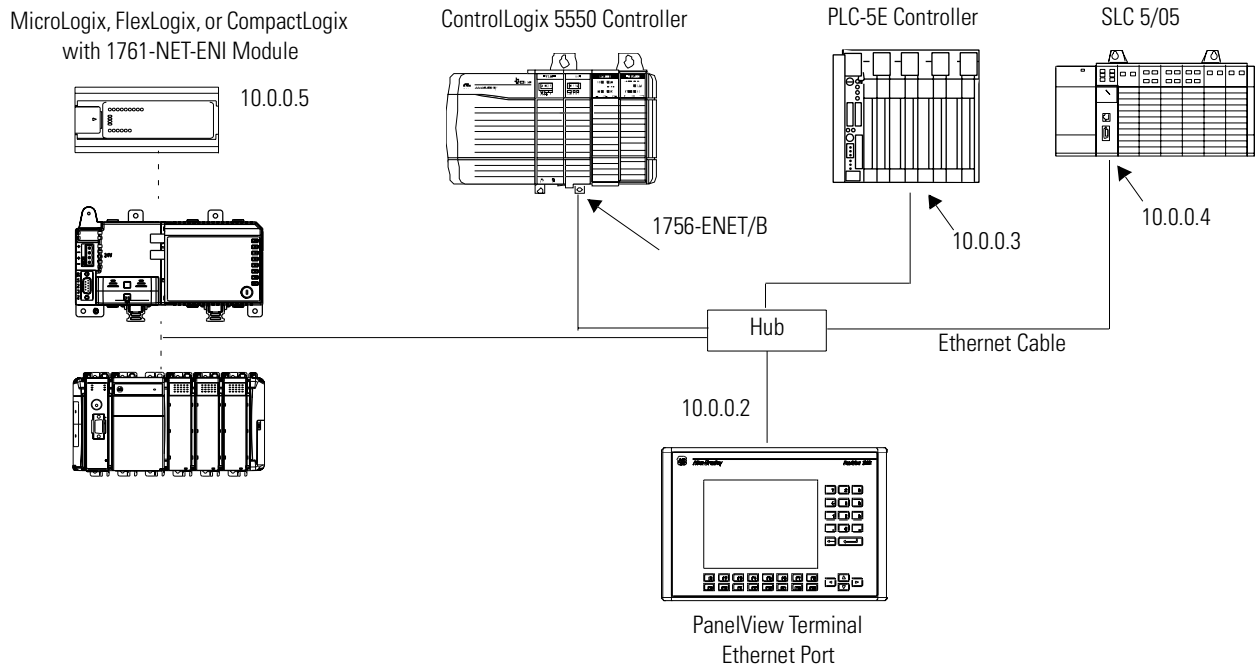 MicroLogix, FlexLogix, or CompactLogix
with 1761-NET-ENI Module
ControlLogix 5550 Controller
PLC-5E Controller
SLC 5/05
10.0.0.5
1756-ENET/B
10.0.0.3
10.0.0.4
Hub
Ethernet Cable
10.0.0.2
Allen-Bradley
PanelView Terminal
Ethernet Port